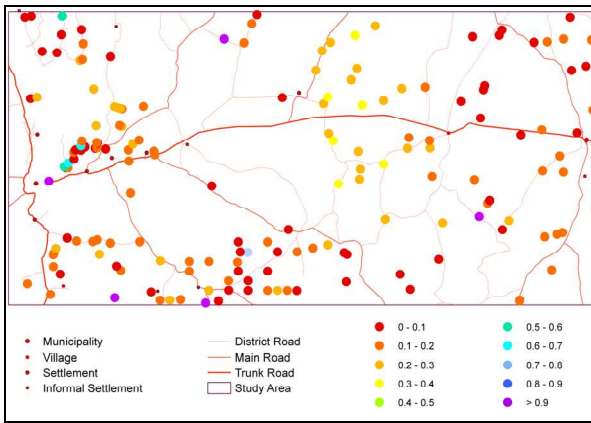 Municipality
Village
Settlement
Informal Settlement
District Road
Main Road
Trunk Road
Study Area
0 - 0.1
0.1 - 0.2
0.2 - 0.3
0.3 - 0.4
0.4 - 0.5
0.5 - 0.6
0.6 - 0.7
0.7 - 0.8
0.8 - 0.9
> 0.9